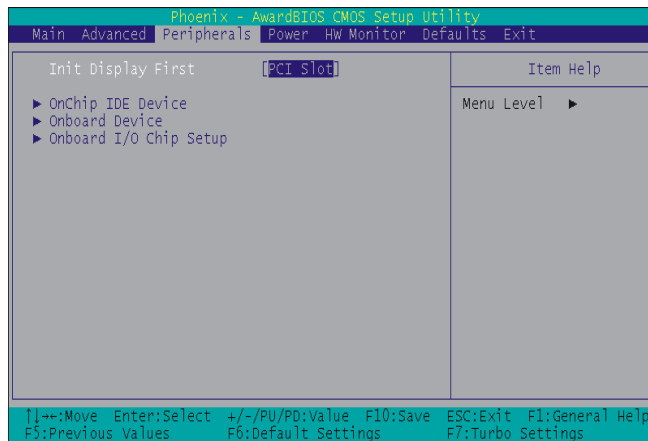 Phoenix - AwardBIOS CMOS Setup Utility
Main Advanced Peripherals Power HW Monitor Defaults Exit
Init Display First [PCI Slot]
Item Help
▶ OnChip IDE Device
▶ Onboard Device
▶ Onboard I/O Chip Setup
Menu Level ▶
↑↓→←:Move Enter:Select +/-/PU/PD:Value F10:Save ESC:Exit F1:General Help
F5:Previous Values F6:Default Settings F7:Turbo Settings